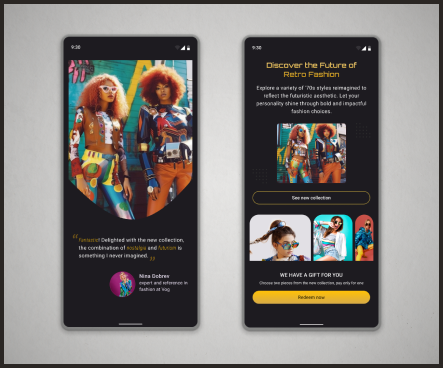 9:30
“ Fantastic! Delighted with the new collection,
the combination of nostalgia and futurism is
something I never imagined. ”
Nina Dobrev
expert and reference in
fashion at Vog
9:30
Discover the Future of
Retro Fashion
Explore a variety of '70s styles reimagined to
reflect the futuristic aesthetic. Let your
personality shine through bold and impactful
fashion choices.
See new collection
WE HAVE A GIFT FOR YOU
Choose two pieces from the new collection, pay only for one
Redeem now